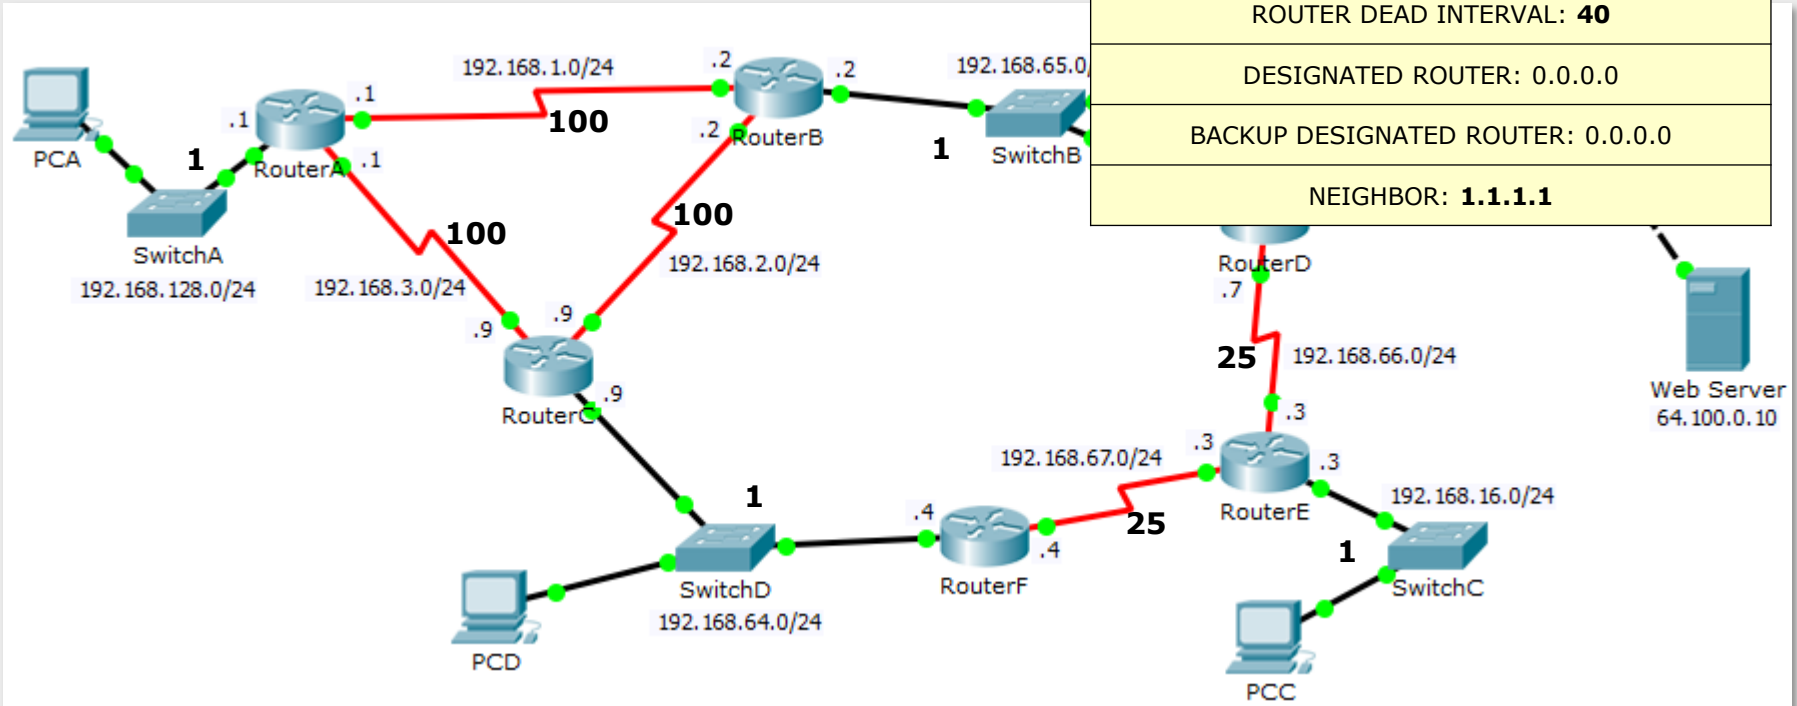 ROUTER DEAD INTERVAL: 40
DESIGNATED ROUTER: 0.0.0.0
BACKUP DESIGNATED ROUTER: 0.0.0.0
NEIGHBOR: 1.1.1.1
192.168.1.0/24
.2
.2
192.168.65.0/
.1
.1
100
.2
RouterB
PCA
1
RouterA
.1
1
SwitchB
100
100
SwitchA
192.168.128.0/24
192.168.3.0/24
192.168.2.0/24
RouterD
.7
.9
.9
25
192.168.66.0/24
Web Server
64.100.0.10
RouterC
.9
.3
.3
.3
192.168.67.0/24
RouterE
192.168.16.0/24
1
.4
25
.4
1
SwitchD
RouterF
SwitchC
192.168.64.0/24
PCD
PCC